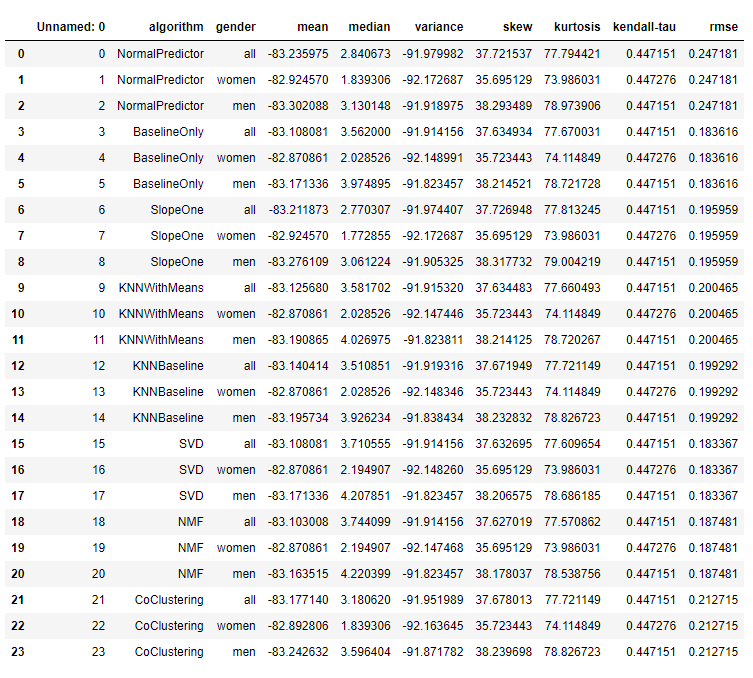 Unnamed: 0 algorithm gender mean median variance skew kurtosis kendall-tau rmse
0 0 NormalPredictor all -83.235975 2.840673 -91.979982 37.721537 77.794421 0.447151 0.247181
1 1 NormalPredictor women -82.924570 1.839306 -92.172687 35.695129 73.986031 0.447276 0.247181
2 2 NormalPredictor men -83.302088 3.130148 -91.918975 38.293489 78.973906 0.447151 0.247181
3 3 BaselineOnly all -83.108081 3.562000 -91.914156 37.634934 77.670031 0.447151 0.183616
4 4 BaselineOnly women -82.870861 2.028526 -92.148991 35.723443 74.114849 0.447276 0.183616
5 5 BaselineOnly men -83.171336 3.974895 -91.823457 38.214521 78.721728 0.447151 0.183616
6 6 SlopeOne all -83.211873 2.770307 -91.974407 37.726948 77.813245 0.447151 0.195959
7 7 SlopeOne women -82.924570 1.772855 -92.172687 35.695129 73.986031 0.447276 0.195959
8 8 SlopeOne men -83.276109 3.061224 -91.905325 38.317732 79.004219 0.447151 0.195959
9 9 KNNWithMeans all -83.125680 3.581702 -91.915320 37.634483 77.660493 0.447151 0.200465
10 10 KNNWithMeans women -82.870861 2.028526 -92.147446 35.723443 74.114849 0.447276 0.200465
11 11 KNNWithMeans men -83.190865 4.026975 -91.823811 38.214125 78.720267 0.447151 0.200465
12 12 KNNBaseline all -83.140414 3.510851 -91.919316 37.671949 77.721149 0.447151 0.199292
13 13 KNNBaseline women -82.870861 2.028526 -92.148346 35.723443 74.114849 0.447276 0.199292
14 14 KNNBaseline men -83.195734 3.926234 -91.838434 38.232832 78.826723 0.447151 0.199292
15 15 SVD all -83.108081 3.710555 -91.914156 37.632695 77.609654 0.447151 0.183367
16 16 SVD women -82.870861 2.194907 -92.148260 35.695129 73.986031 0.447276 0.183367
17 17 SVD men -83.171336 4.207851 -91.823457 38.206575 78.686185 0.447151 0.183367
18 18 NMF all -83.103008 3.744099 -91.914156 37.627019 77.570862 0.447151 0.187481
19 19 NMF women -82.870861 2.194907 -92.147468 35.695129 73.986031 0.447276 0.187481
20 20 NMF men -83.163515 4.220399 -91.823457 38.178037 78.538756 0.447151 0.187481
21 21 CoClustering all -83.177140 3.180620 -91.951989 37.678013 77.721149 0.447151 0.212715
22 22 CoClustering women -82.892806 1.839306 -92.163645 35.723443 74.114849 0.447276 0.212715
23 23 CoClustering men -83.242632 3.596404 -91.871782 38.239698 78.826723 0.447151 0.212715